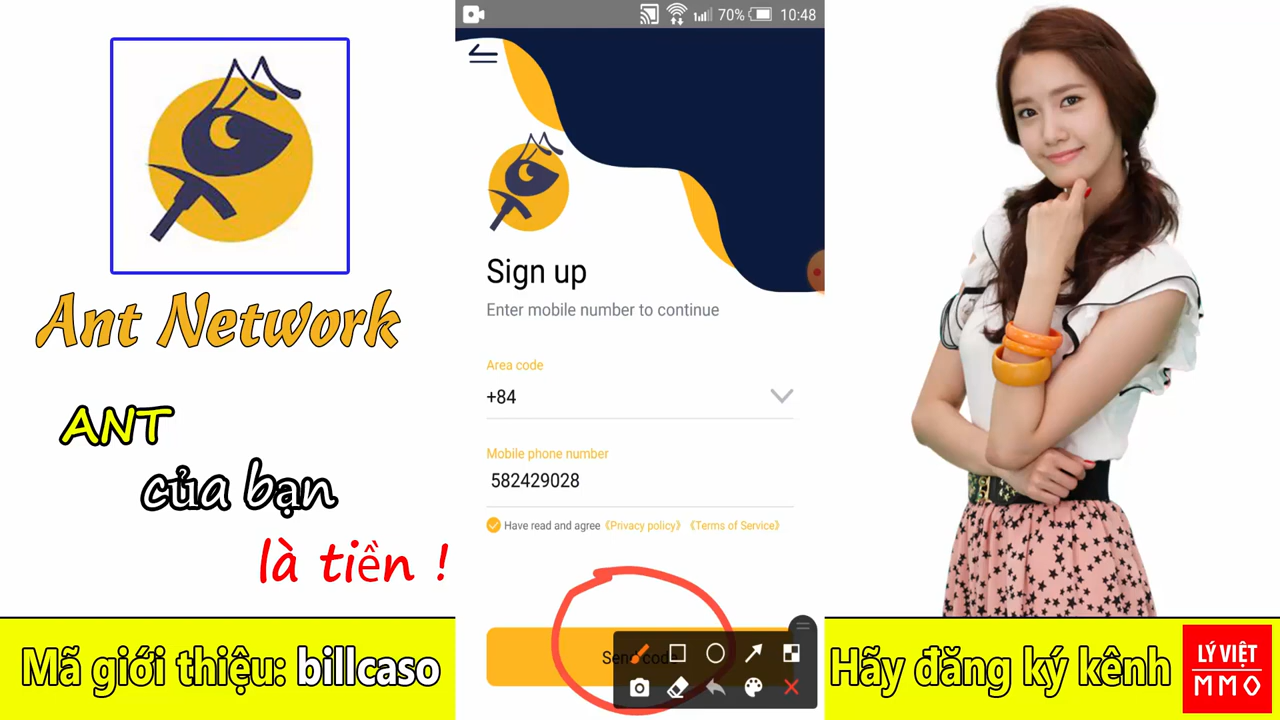 70% 10:48
Ant Network
ANT
của bạn
là tiền !
Sign up
Enter mobile number to continue
Area code
+84
Mobile phone number
582429028
Have read and agree 《Privacy policy》 《Terms of Service》
Send code
Mã giới thiệu: billcaso
Hãy đăng ký kênh
LÝ VIỆT
MMO